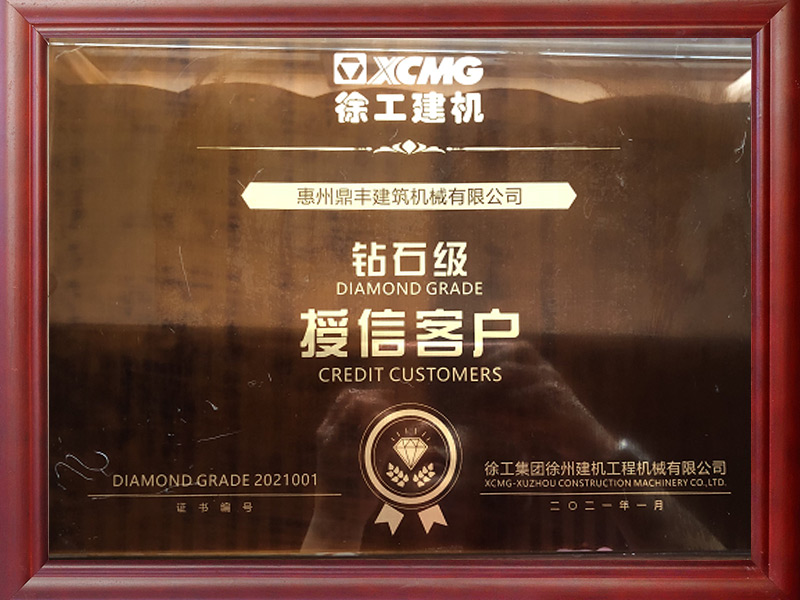 XCMG
徐工建机
惠州鼎丰建筑机械有限公司
钻石级
DIAMOND GRADE
授信客户
CREDIT CUSTOMERS
DIAMOND GRADE 2021001
证书编号
徐工集团徐州建机工程机械有限公司
XCMG-XUZHOU CONSTRUCTION MACHINERY CO.,LTD.
二〇二一年一月